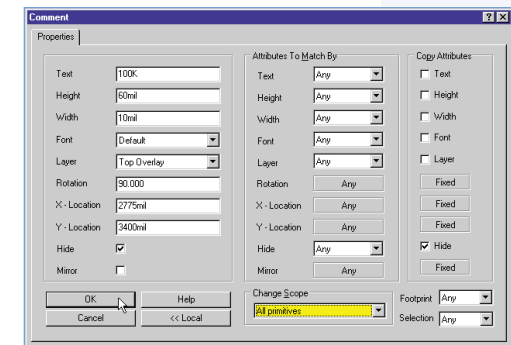 Comment
Properties
Attributes To Match By
Copy Attributes
Text 100K Text Any Text
Height 60mil Height Any Height
Width 10mil Width Any Width
Font Default Font Any Font
Layer Top Overlay Layer Any Layer
Rotation 90.000 Rotation Any Fixed
X - Location 2775mil X - Location Any Fixed
Y - Location 3400mil Y - Location Any Fixed
Hide Hide Any Hide
Mirror Mirror Any Fixed
OK Help Change Scope Footprint Any
Cancel << Local All primitives Selection Any